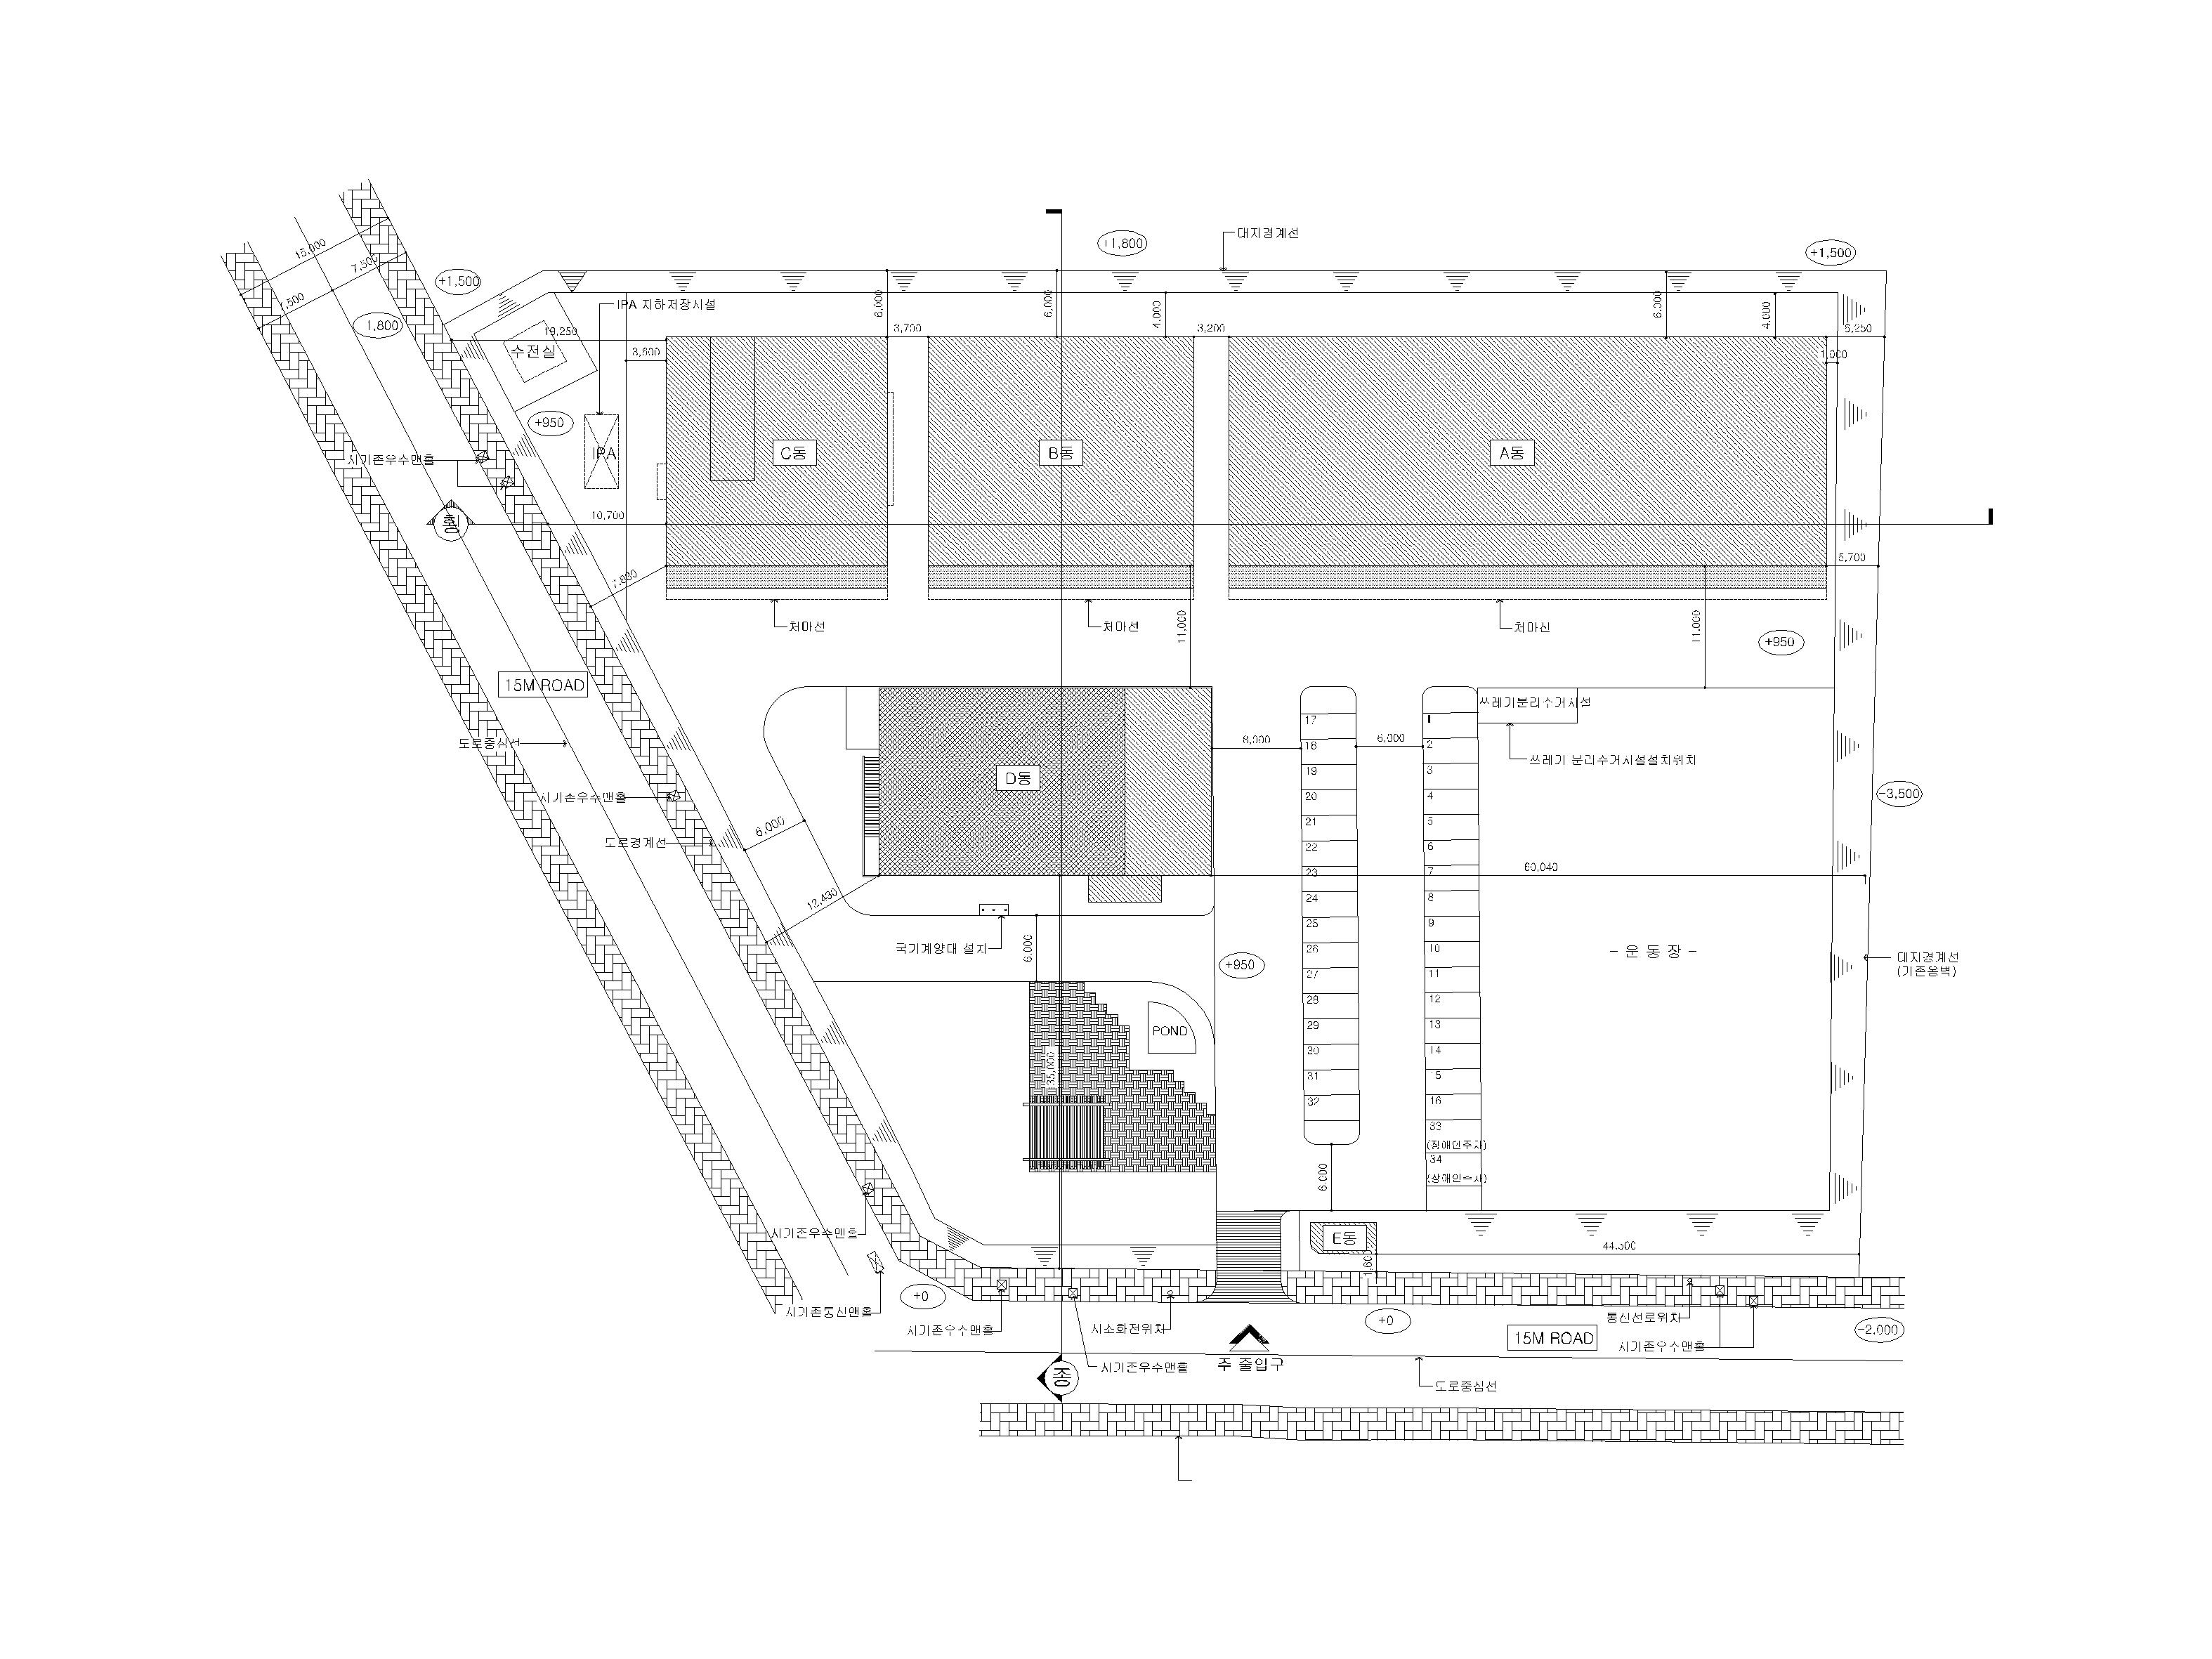 대지경계선
+1,800
+1,500
15,000
7,500
+1,500
7,500
1,800
IPA 지하저장시설
19,250
수전실
3,600
6,000
3,700
6,000
4,000
3,200
6,000
4,000
6,250
1,000
+950
IPA
C동
B동
A동
시기존우수맨홀
횡
10,700
5,700
7,800
처마선
처마선
처마선
11,000
11,000
+950
15M ROAD
도로중심선
쓰레기분리수거시설
쓰레기 분리수거시설설치위치
17
18
19
20
21
22
23
24
25
26
27
28
29
30
31
32
1
2
3
4
5
6
7
8
9
10
11
12
13
14
15
16
33
(장애인주차)
34
(장애인주차)
8,000
6,000
D동
시기존우수맨홀
-3,500
6,000
도로경계선
60,040
12,430
국기계양대 설치
6,000
+950
- 운 동 장 -
대지경계선
(기존옹벽)
POND
35,000
6,000
시기존우수맨홀
E동
44,500
1,600
시기존통신맨홀
+0
시기존우수맨홀
시소화전위치
시기존우수맨홀
주 출입구
+0
15M ROAD
통신선로위치
시기존우수맨홀
-2,000
종
도로중심선